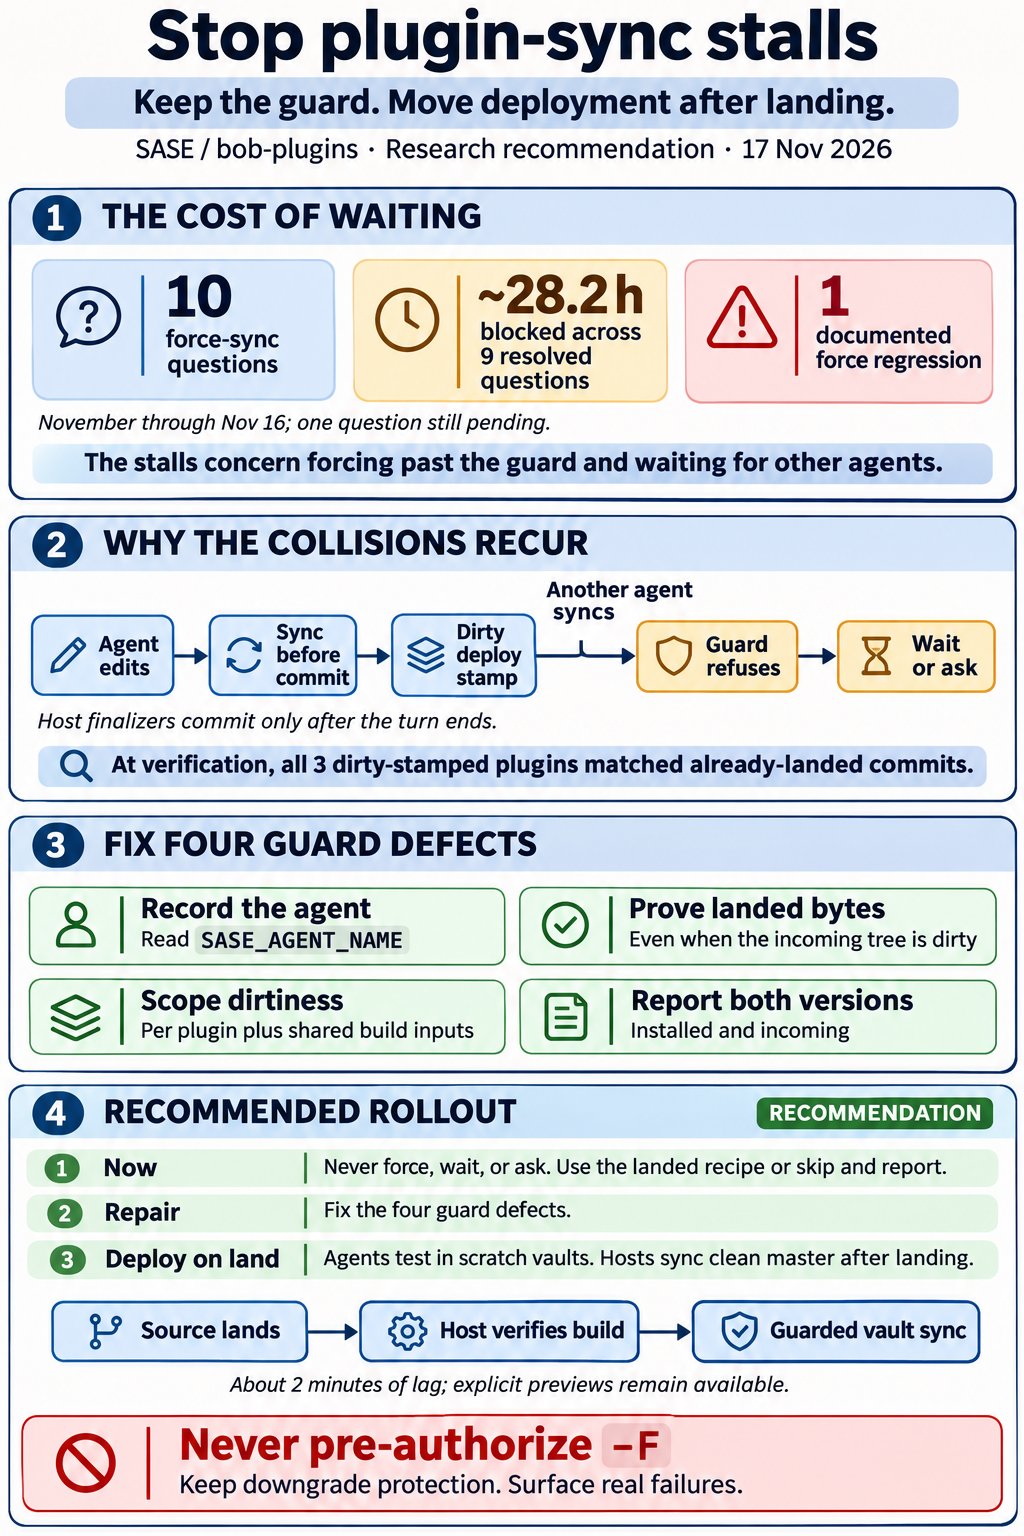 Stop plugin-sync stalls
Keep the guard. Move deployment after landing.
SASE / bob-plugins · Research recommendation · 17 Nov 2026
1 THE COST OF WAITING
10
force-sync
questions
~28.2 h
blocked across
9 resolved
questions
1
documented
force regression
November through Nov 16; one question still pending.
The stalls concern forcing past the guard and waiting for other agents.
2 WHY THE COLLISIONS RECUR
Agent
edits
Sync
before
commit
Dirty
deploy
stamp
Another agent
syncs
Guard
refuses
Wait
or ask
Host finalizers commit only after the turn ends.
At verification, all 3 dirty-stamped plugins matched already-landed commits.
3 FIX FOUR GUARD DEFECTS
Record the agent
Read SASE_AGENT_NAME
Prove landed bytes
Even when the incoming tree is dirty
Scope dirtiness
Per plugin plus shared build inputs
Report both versions
Installed and incoming
4 RECOMMENDED ROLLOUT
RECOMMENDATION
1 Now Never force, wait, or ask. Use the landed recipe or skip and report.
2 Repair Fix the four guard defects.
3 Deploy on land Agents test in scratch vaults. Hosts sync clean master after landing.
Source lands
Host verifies build
Guarded vault sync
About 2 minutes of lag; explicit previews remain available.
Never pre-authorize -F
Keep downgrade protection. Surface real failures.